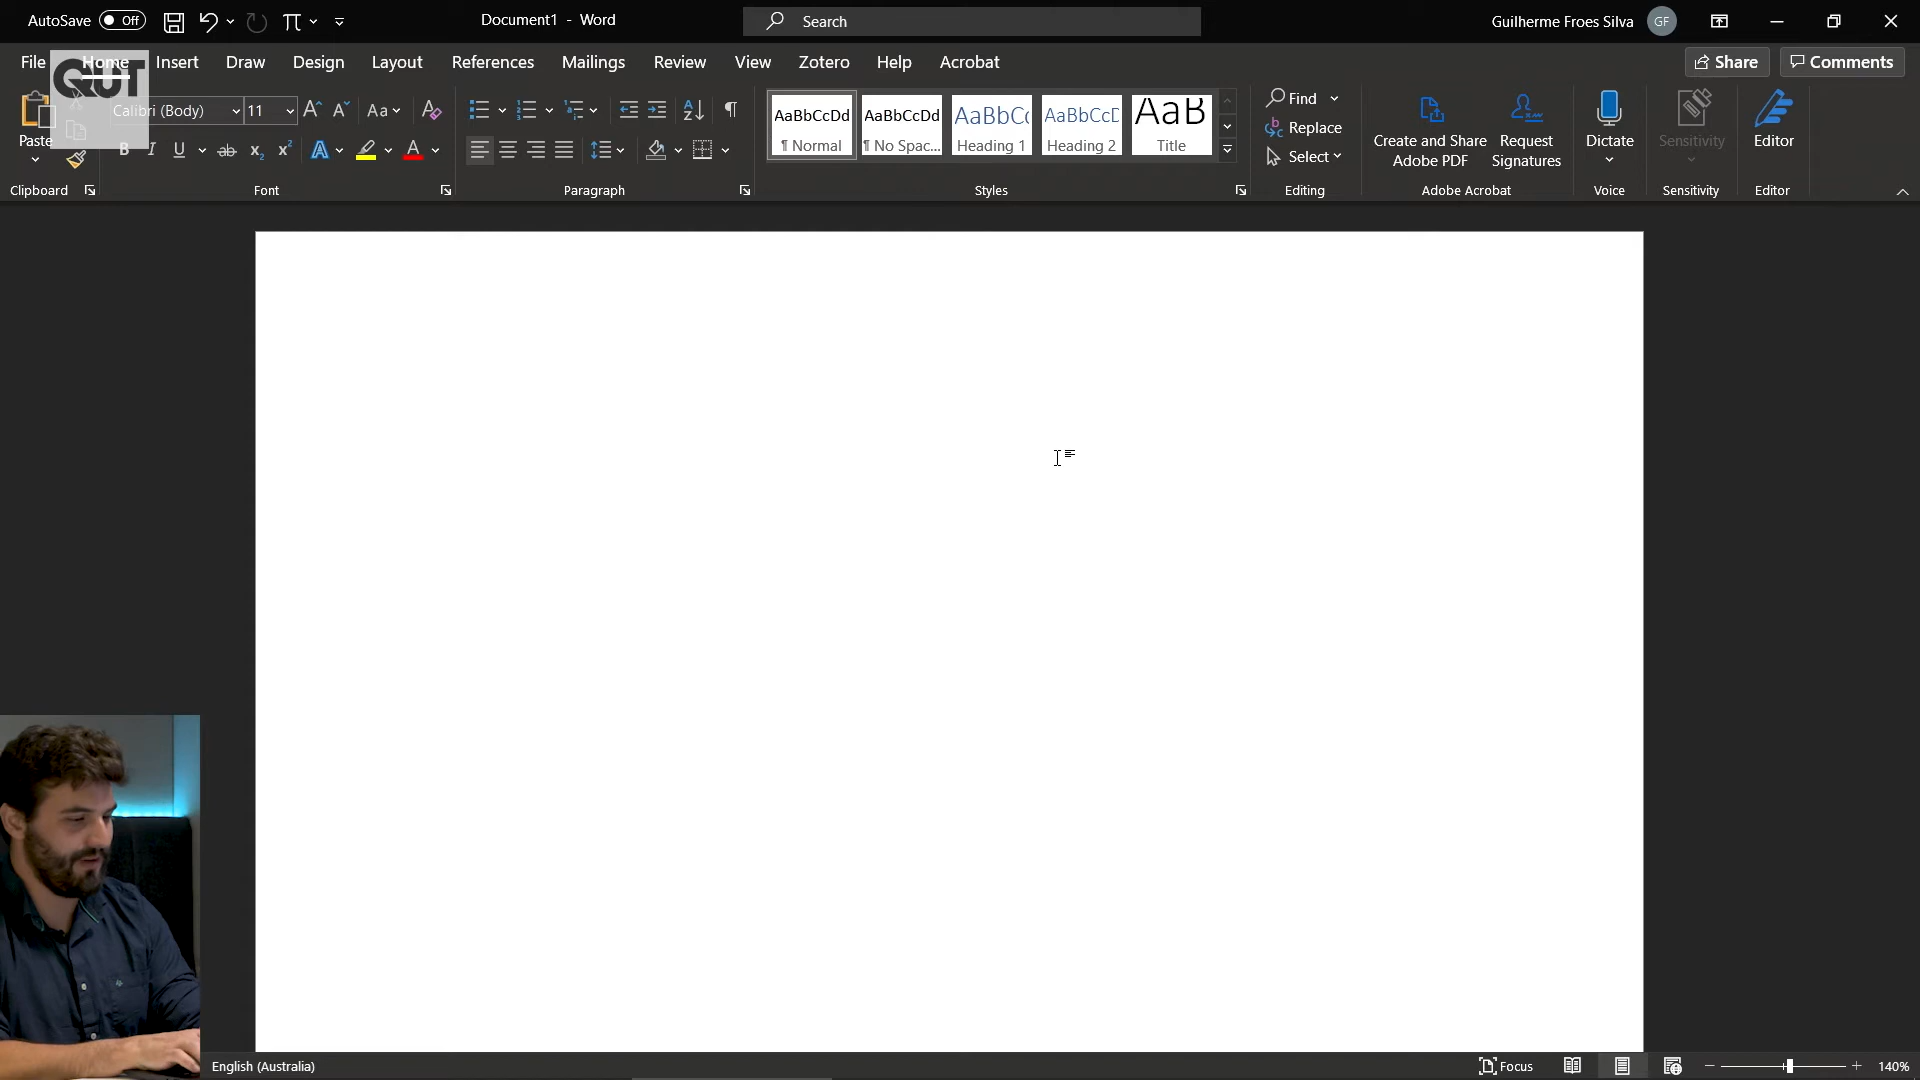 AutoSave Off Document1 - Word Search Guilherme Froes Silva GF
File Home Insert Draw Design Layout References Mailings Review View Zotero Help Acrobat Share Comments
QUT
Calibri (Body) 11 Aa
Paste
AaBbCcDd AaBbCcDd AaBbCc AaBbCcD AaB
¶ Normal ¶ No Spac... Heading 1 Heading 2 Title
Find
Replace
Select
Create and Share Adobe PDF
Request Signatures
Dictate
Sensitivity
Editor
Clipboard Font Paragraph Styles Editing Adobe Acrobat Voice Sensitivity Editor
English (Australia) Focus 140%